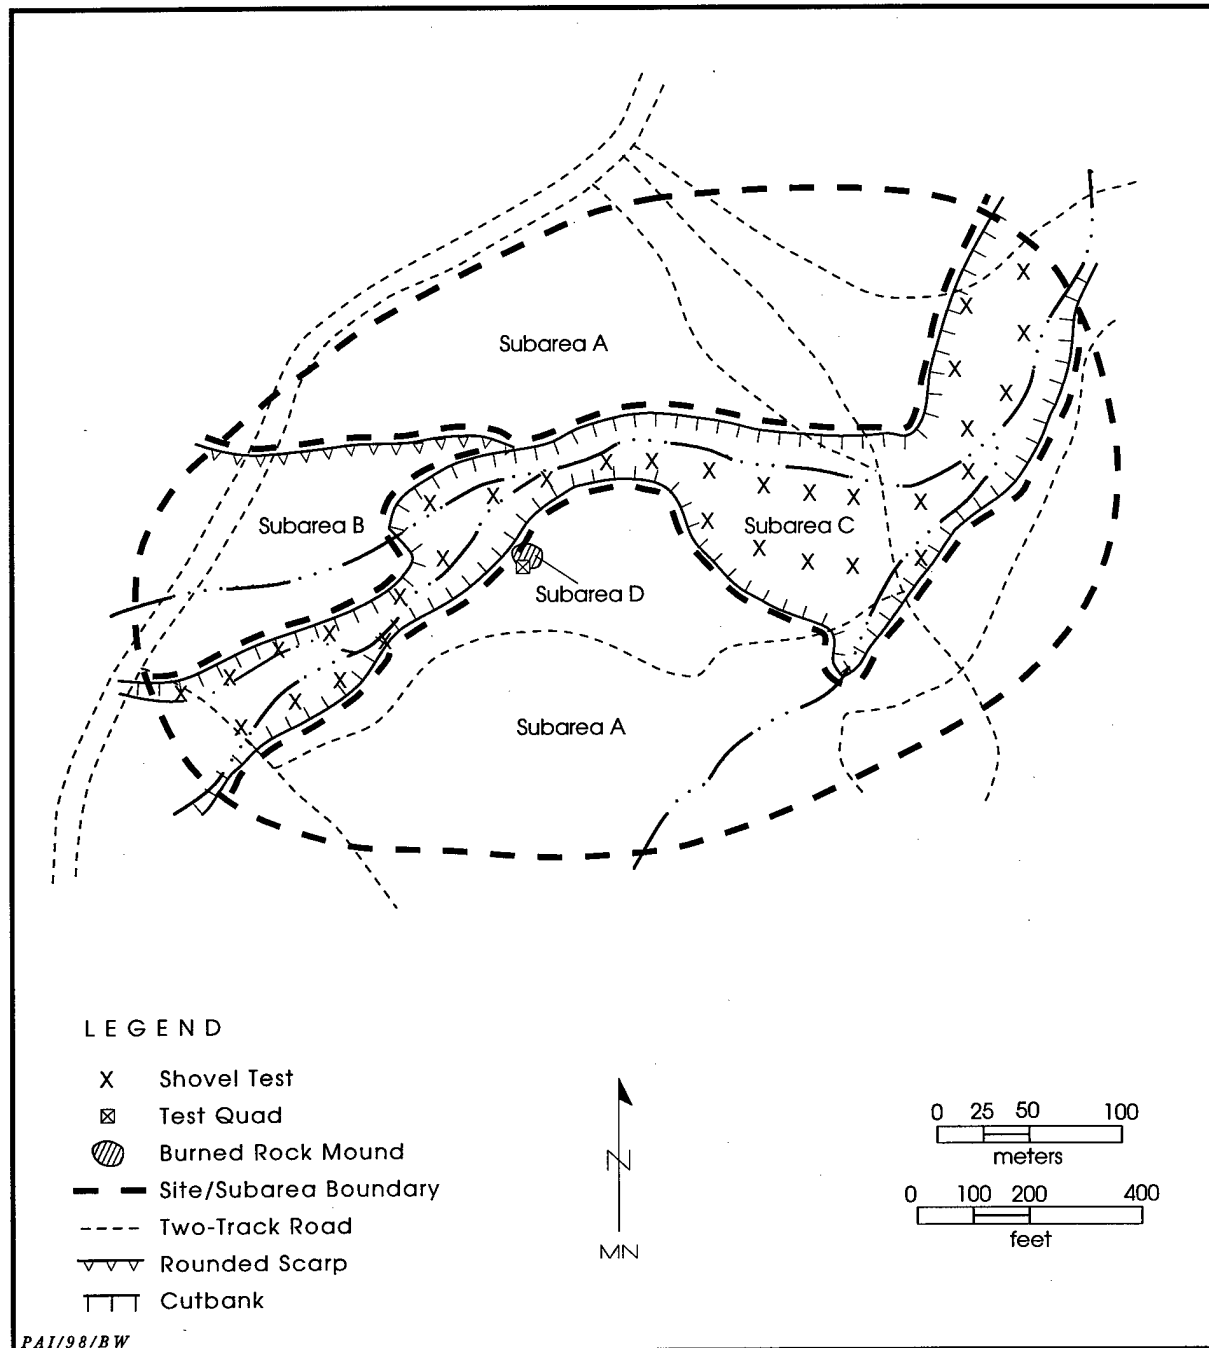 Subarea A
Subarea B
Subarea C
Subarea D
Subarea A
LEGEND
X Shovel Test
Test Quad
Burned Rock Mound
Site/Subarea Boundary
Two-Track Road
Rounded Scarp
Cutbank
N
MN
0 25 50 100
meters
0 100 200 400
feet
PAI/98/BW